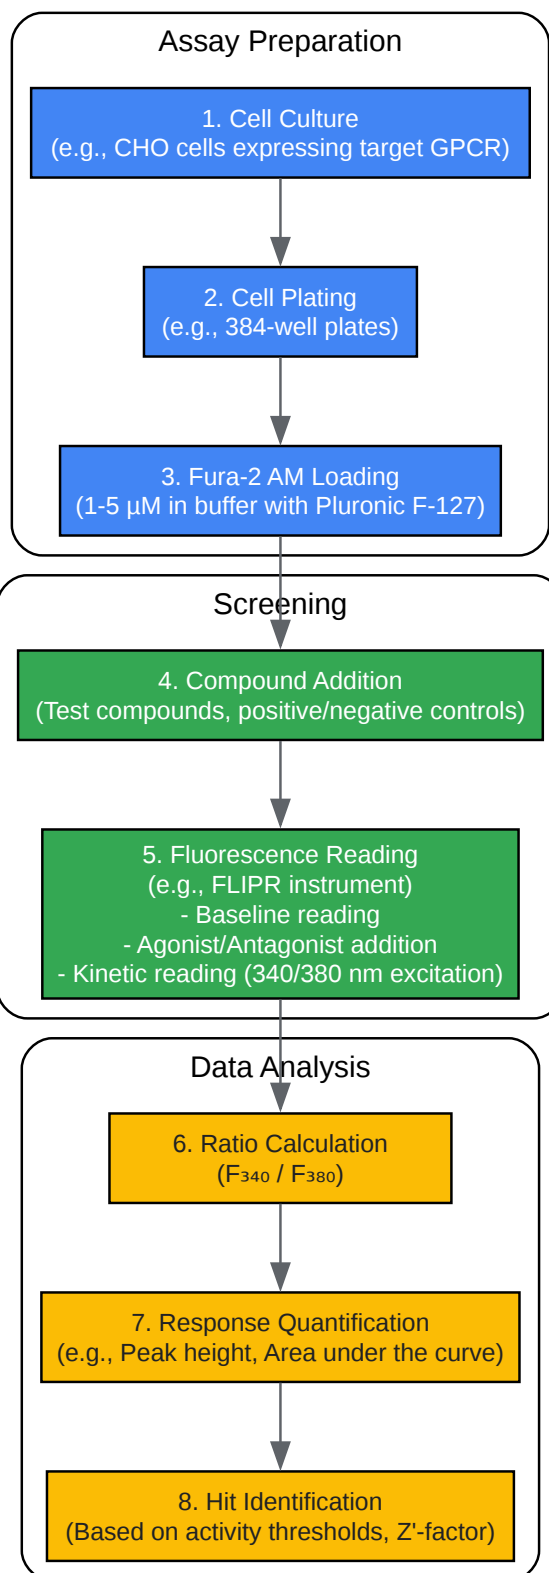 Assay Preparation
1. Cell Culture
(e.g., CHO cells expressing target GPCR)
2. Cell Plating
(e.g., 384-well plates)
3. Fura-2 AM Loading
(1-5 µM in buffer with Pluronic F-127)
Screening
4. Compound Addition
(Test compounds, positive/negative controls)
5. Fluorescence Reading
(e.g., FLIPR instrument)
- Baseline reading
- Agonist/Antagonist addition
- Kinetic reading (340/380 nm excitation)
Data Analysis
6. Ratio Calculation
(F₃₄₀ / F₃₈₀)
7. Response Quantification
(e.g., Peak height, Area under the curve)
8. Hit Identification
(Based on activity thresholds, Z'-factor)